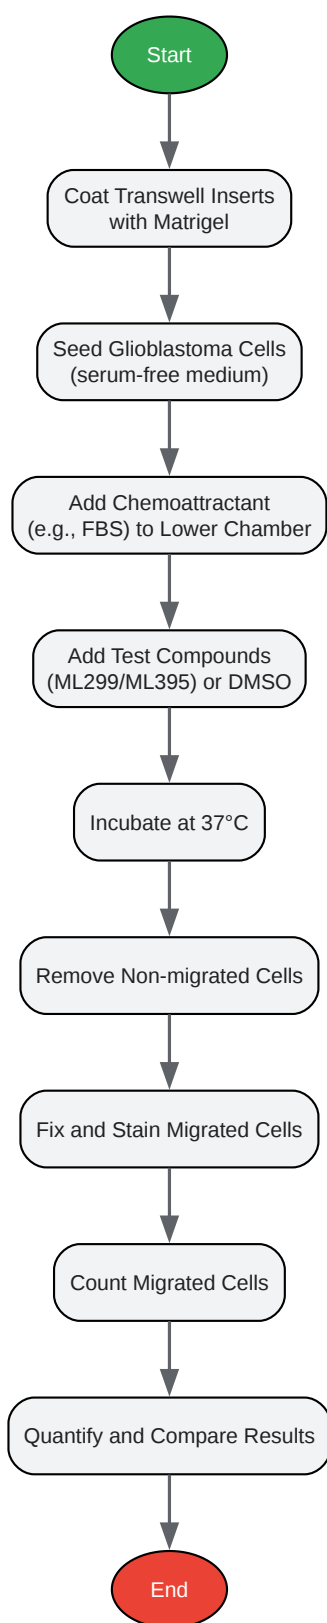 Start
Coat Transwell Inserts
with Matrigel
Seed Glioblastoma Cells
(serum-free medium)
Add Chemoattractant
(e.g., FBS) to Lower Chamber
Add Test Compounds
(ML299/ML395) or DMSO
Incubate at 37°C
Remove Non-migrated Cells
Fix and Stain Migrated Cells
Count Migrated Cells
Quantify and Compare Results
End